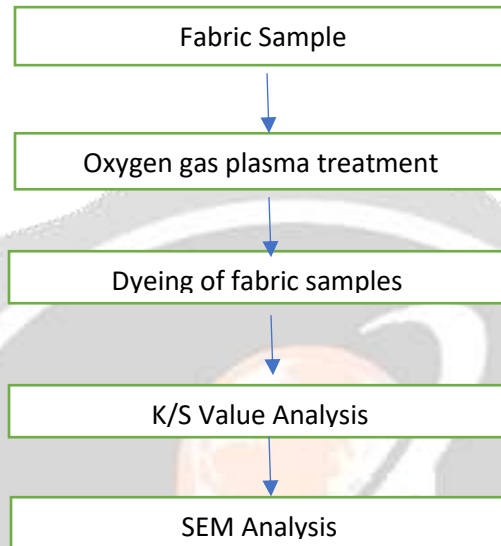 Fabric Sample
Oxygen gas plasma treatment
Dyeing of fabric samples
K/S Value Analysis
SEM Analysis